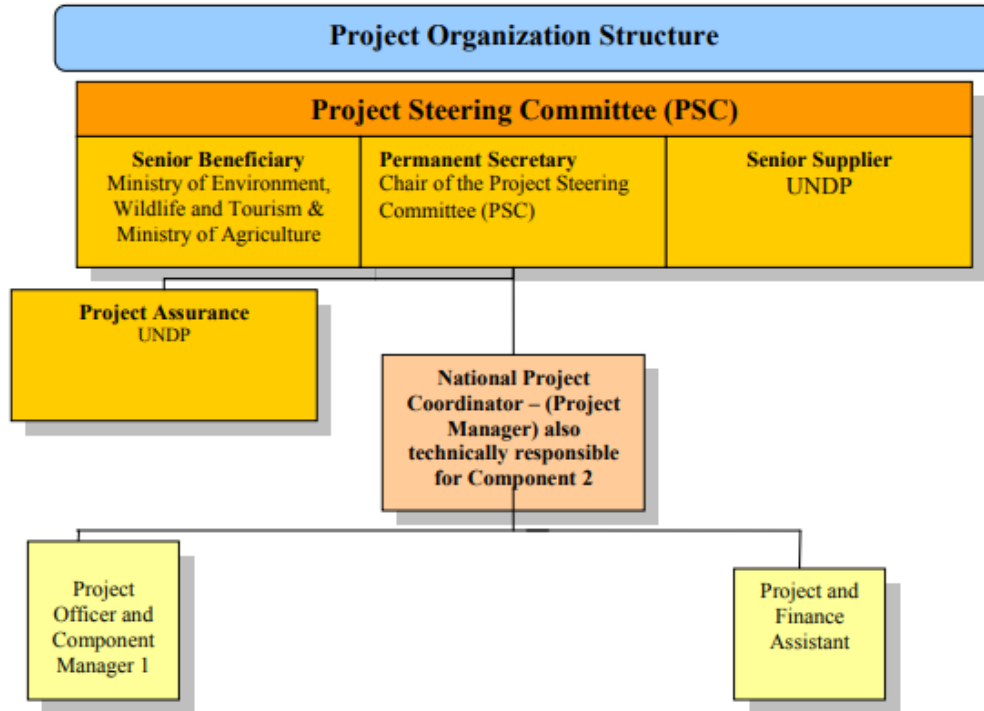 Project Organization Structure
Project Steering Committee (PSC)
Senior Beneficiary
Ministry of Environment,
Wildlife and Tourism &
Ministry of Agriculture
Permanent Secretary
Chair of the Project Steering
Committee (PSC)
Senior Supplier
UNDP
Project Assurance
UNDP
National Project
Coordinator – (Project
Manager) also
technically responsible
for Component 2
Project
Officer and
Component
Manager 1
Project and
Finance
Assistant